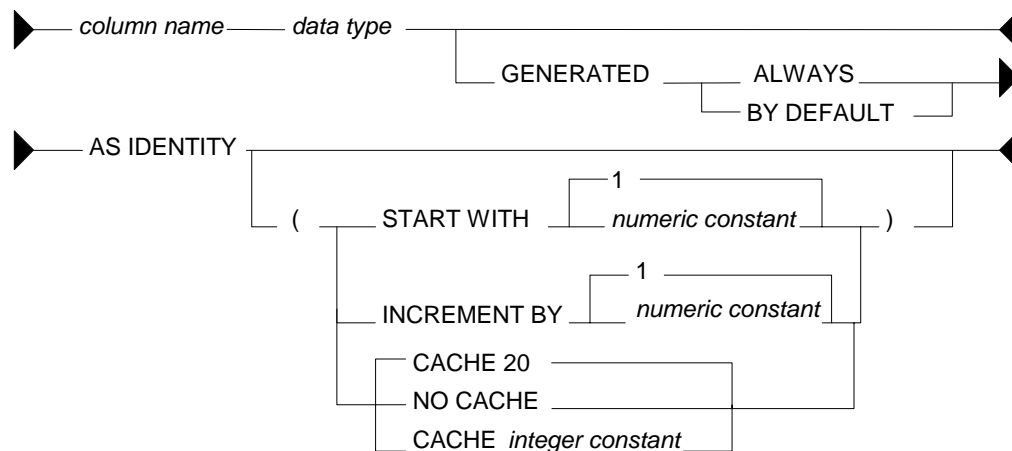 column name data type
GENERATED ALWAYS
BY DEFAULT
AS IDENTITY
1
( START WITH numeric constant )
1
INCREMENT BY numeric constant
CACHE 20
NO CACHE
CACHE integer constant